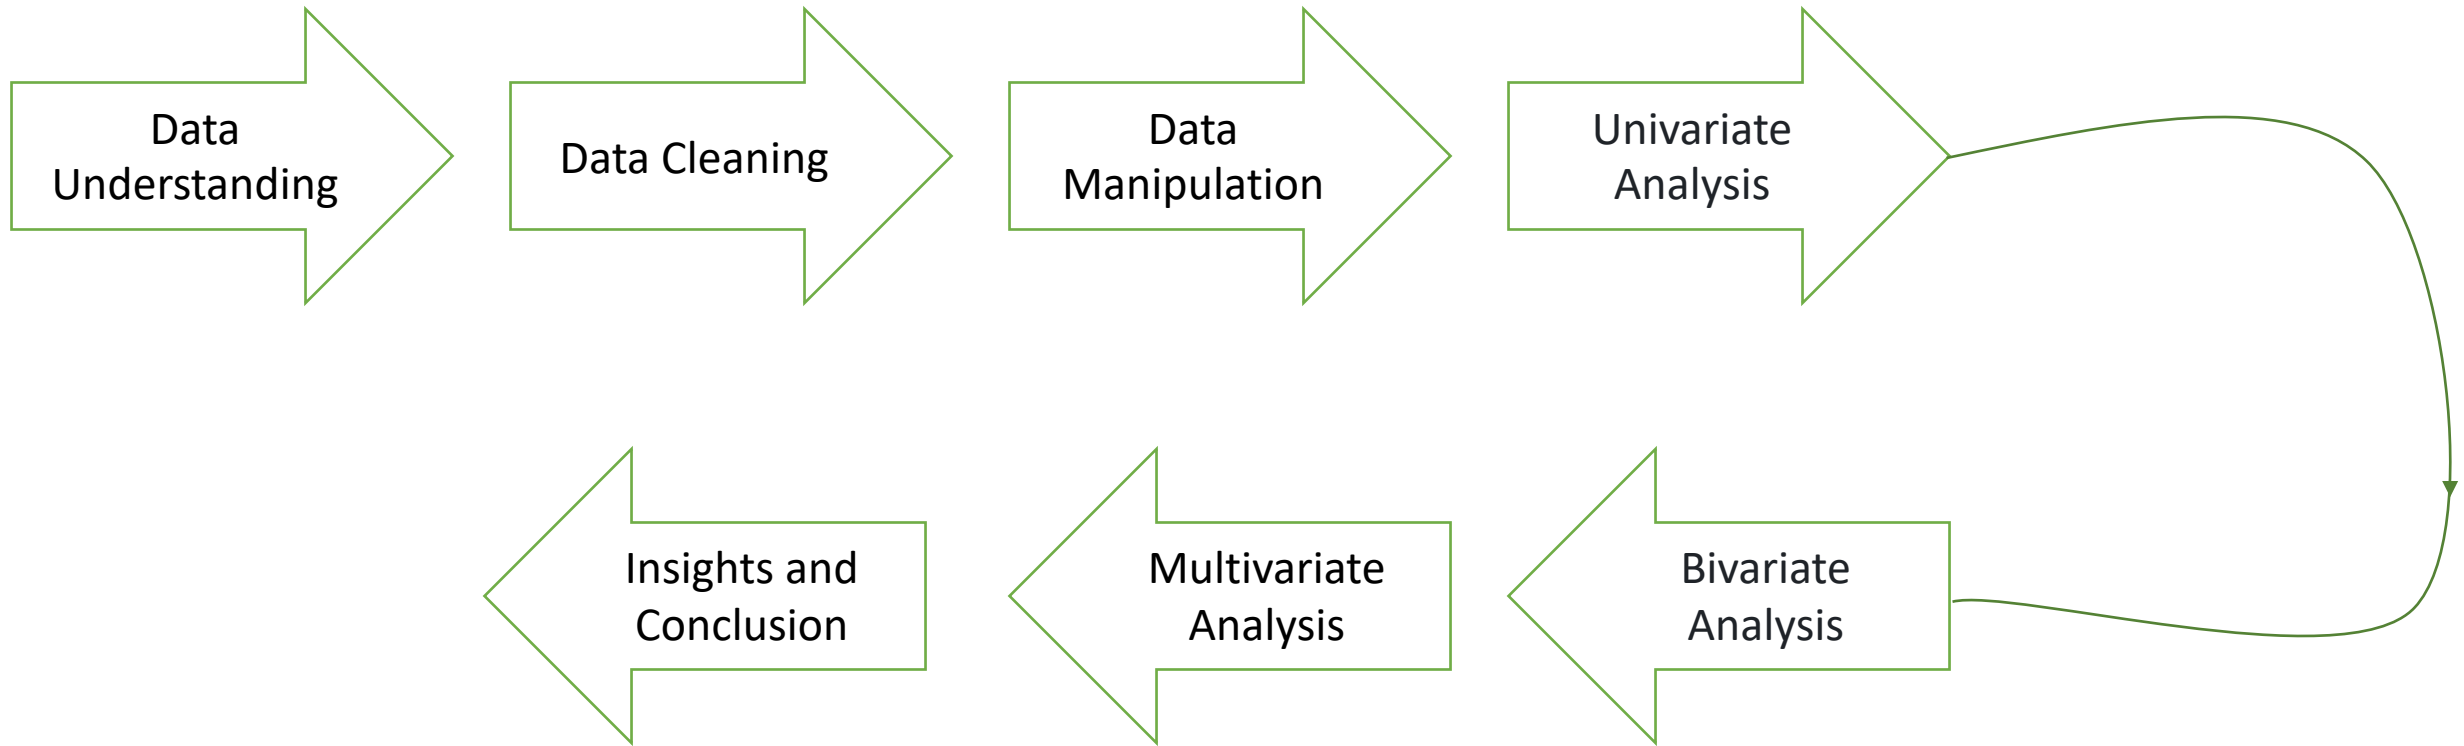 Data
Understanding
Data Cleaning
Data
Manipulation
Univariate
Analysis
Bivariate
Analysis
Multivariate
Analysis
Insights and
Conclusion